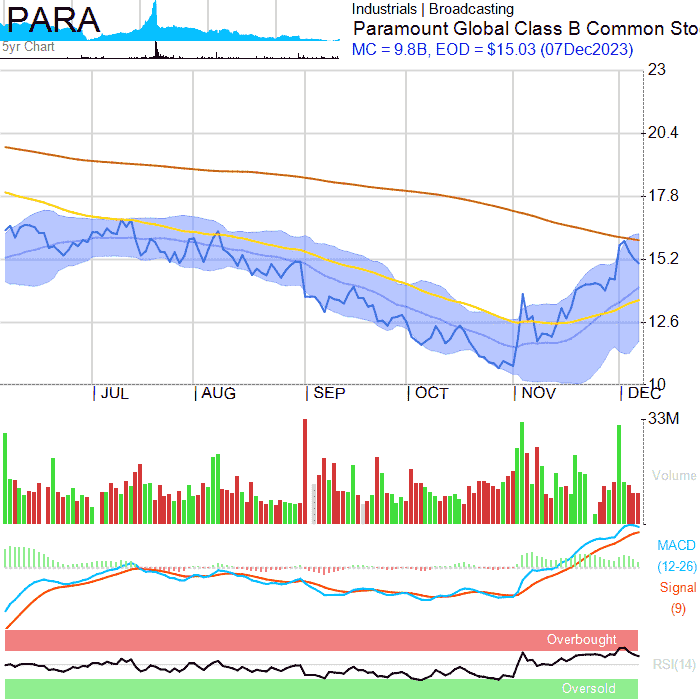 PARA
5yr Chart
Industrials | Broadcasting
Paramount Global Class B Common Sto
MC = 9.8B, EOD = $15.03 (07Dec2023)
23
20.4
17.8
15.2
12.6
10
JUL AUG SEP OCT NOV DEC
33M
Volume
MACD
(12-26)
Signal
(9)
Overbought
RSI(14)
Oversold